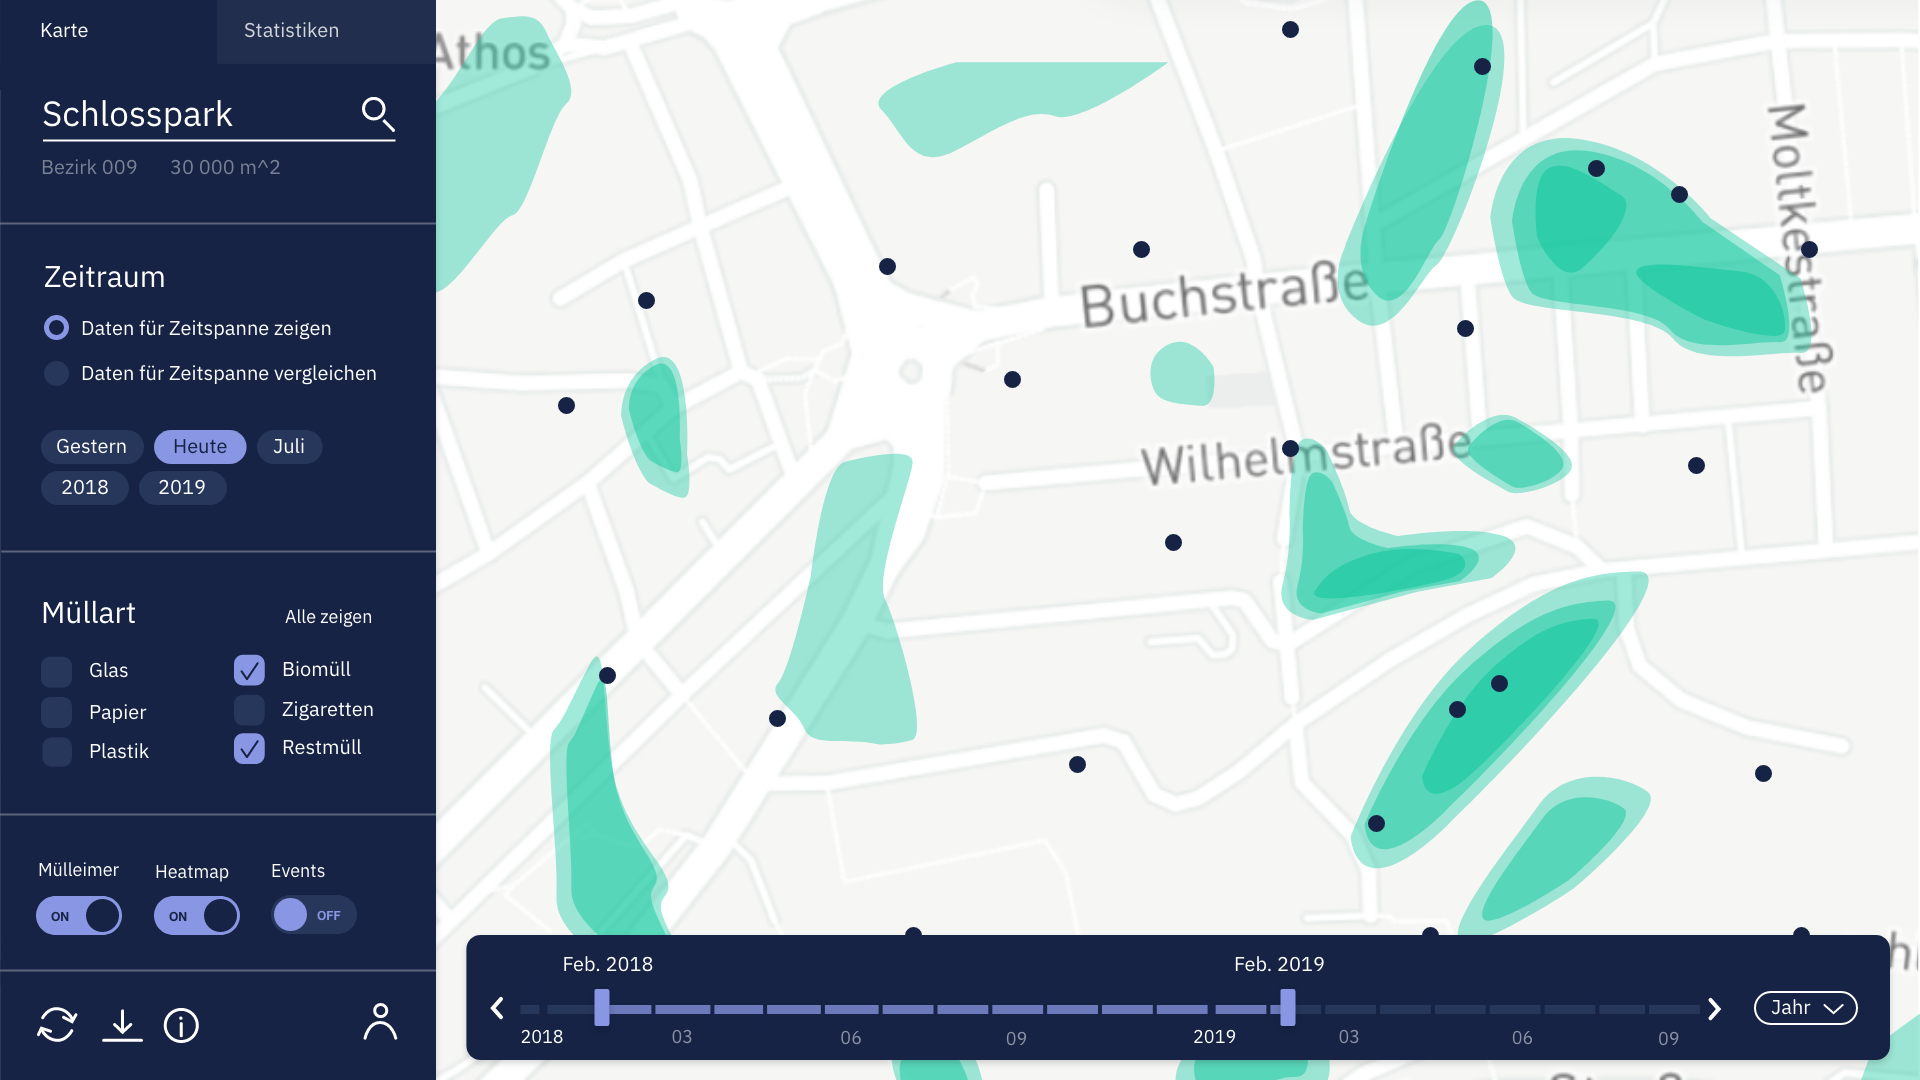 Karte
Statistiken
Schlosspark
Bezirk 009
30 000 m^2
Zeitraum
Daten für Zeitspanne zeigen
Daten für Zeitspanne vergleichen
Gestern
Heute
Juli
2018
2019
Müllart
Alle zeigen
Glas
Biomüll
Papier
Zigaretten
Plastik
Restmüll
Mülleimer
Heatmap
Events
ON
ON
OFF
Athos
Buchstraße
Wilhelmstraße
Moltkestraße
Feb. 2018
Feb. 2019
2018
03
06
09
2019
03
06
09
Jahr